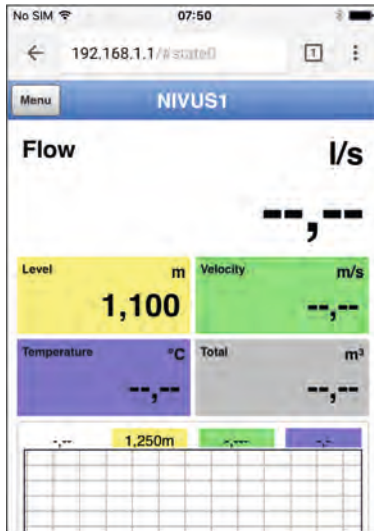 No SIM 07:50
192.168.1.1/#state0
1
Menu NIVUS1
Flow l/s
--,--
Level m Velocity m/s
1,100 --,--
Temperature °C Total m³
--,-- --,--
-,-- 1,250m -,--- -,-